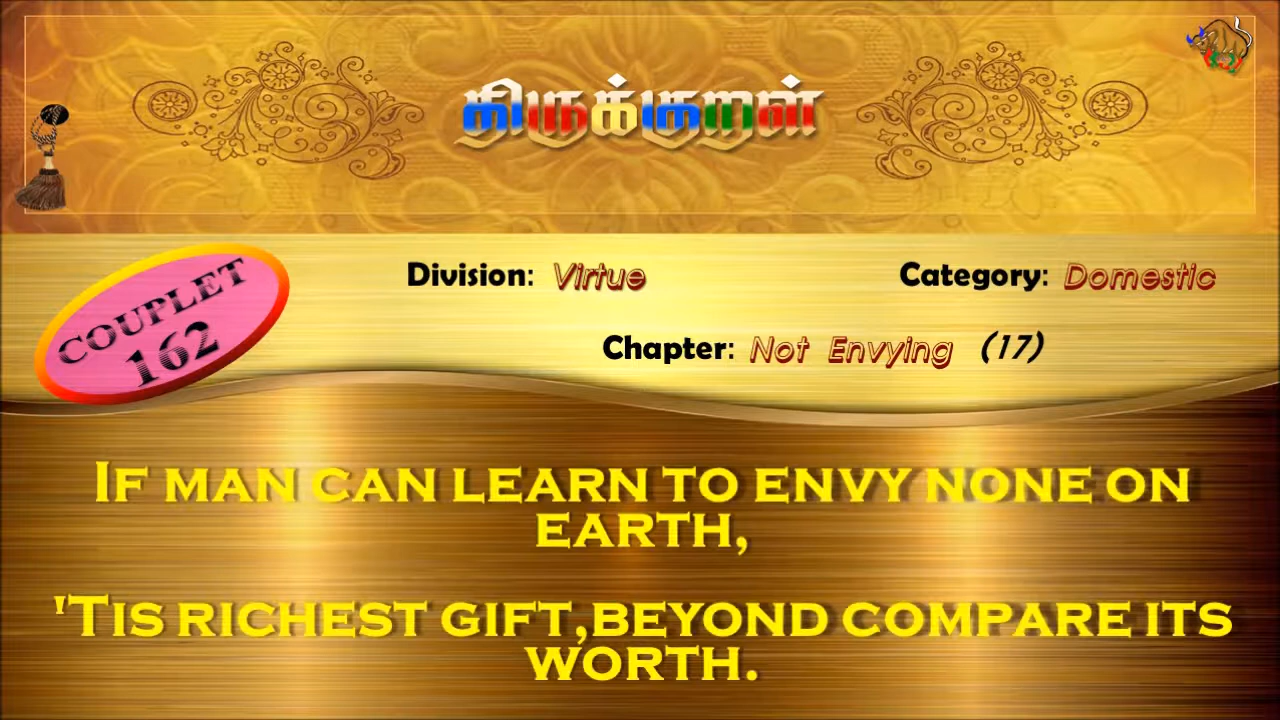 திருக்குறள்
COUPLET
162
Division: Virtue
Category: Domestic
Chapter: Not Envying (17)
IF MAN CAN LEARN TO ENVY NONE ON
EARTH,
'TIS RICHEST GIFT,BEYOND COMPARE ITS
WORTH.